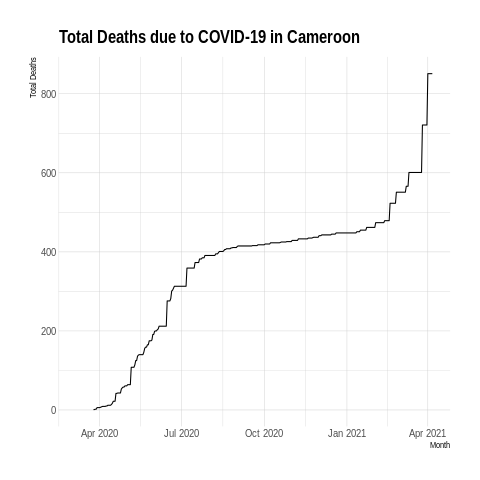 Total Deaths due to COVID-19 in Cameroon
Total Deaths
800
600
400
200
0
Apr 2020 Jul 2020 Oct 2020 Jan 2021 Apr 2021
Month